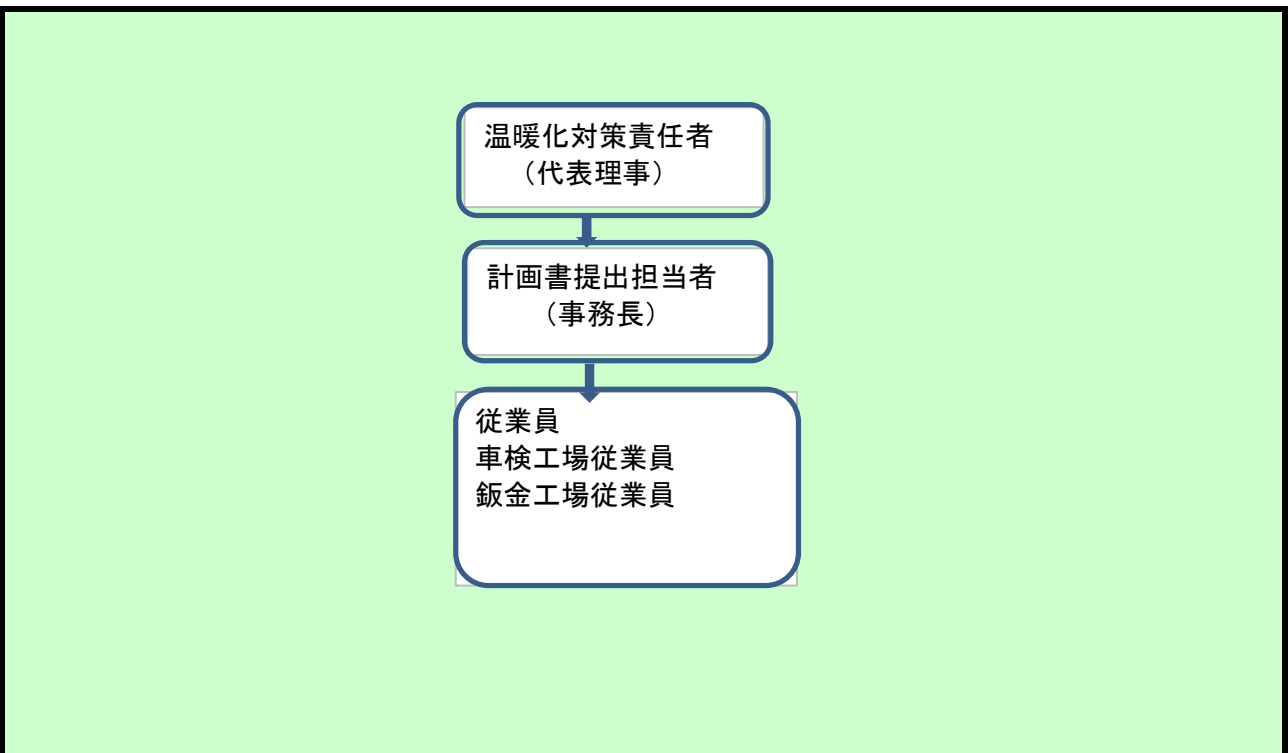 温暖化対策責任者
（代表理事）
計画書提出担当者
（事務長）
従業員
車検工場従業員
鈑金工場従業員